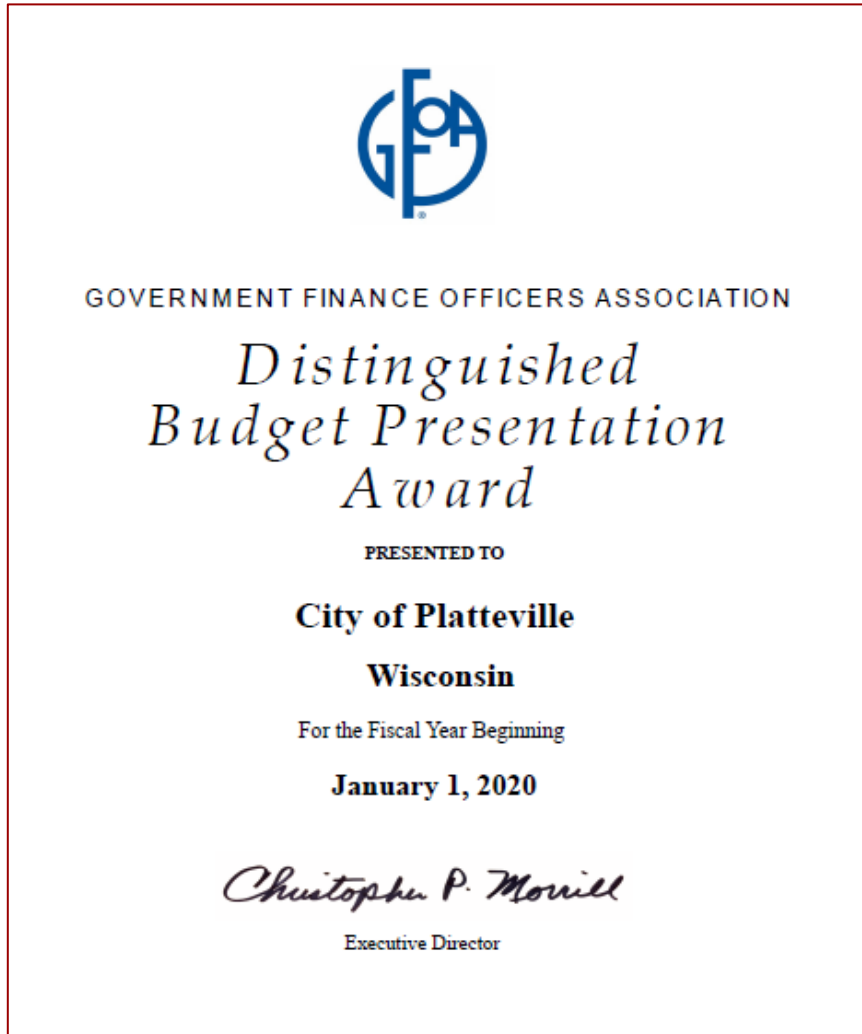 GFOA
®
GOVERNMENT FINANCE OFFICERS ASSOCIATION
Distinguished
Budget Presentation
Award
PRESENTED TO
City of Platteville
Wisconsin
For the Fiscal Year Beginning
January 1, 2020
Christopher P. Morrill
Executive Director